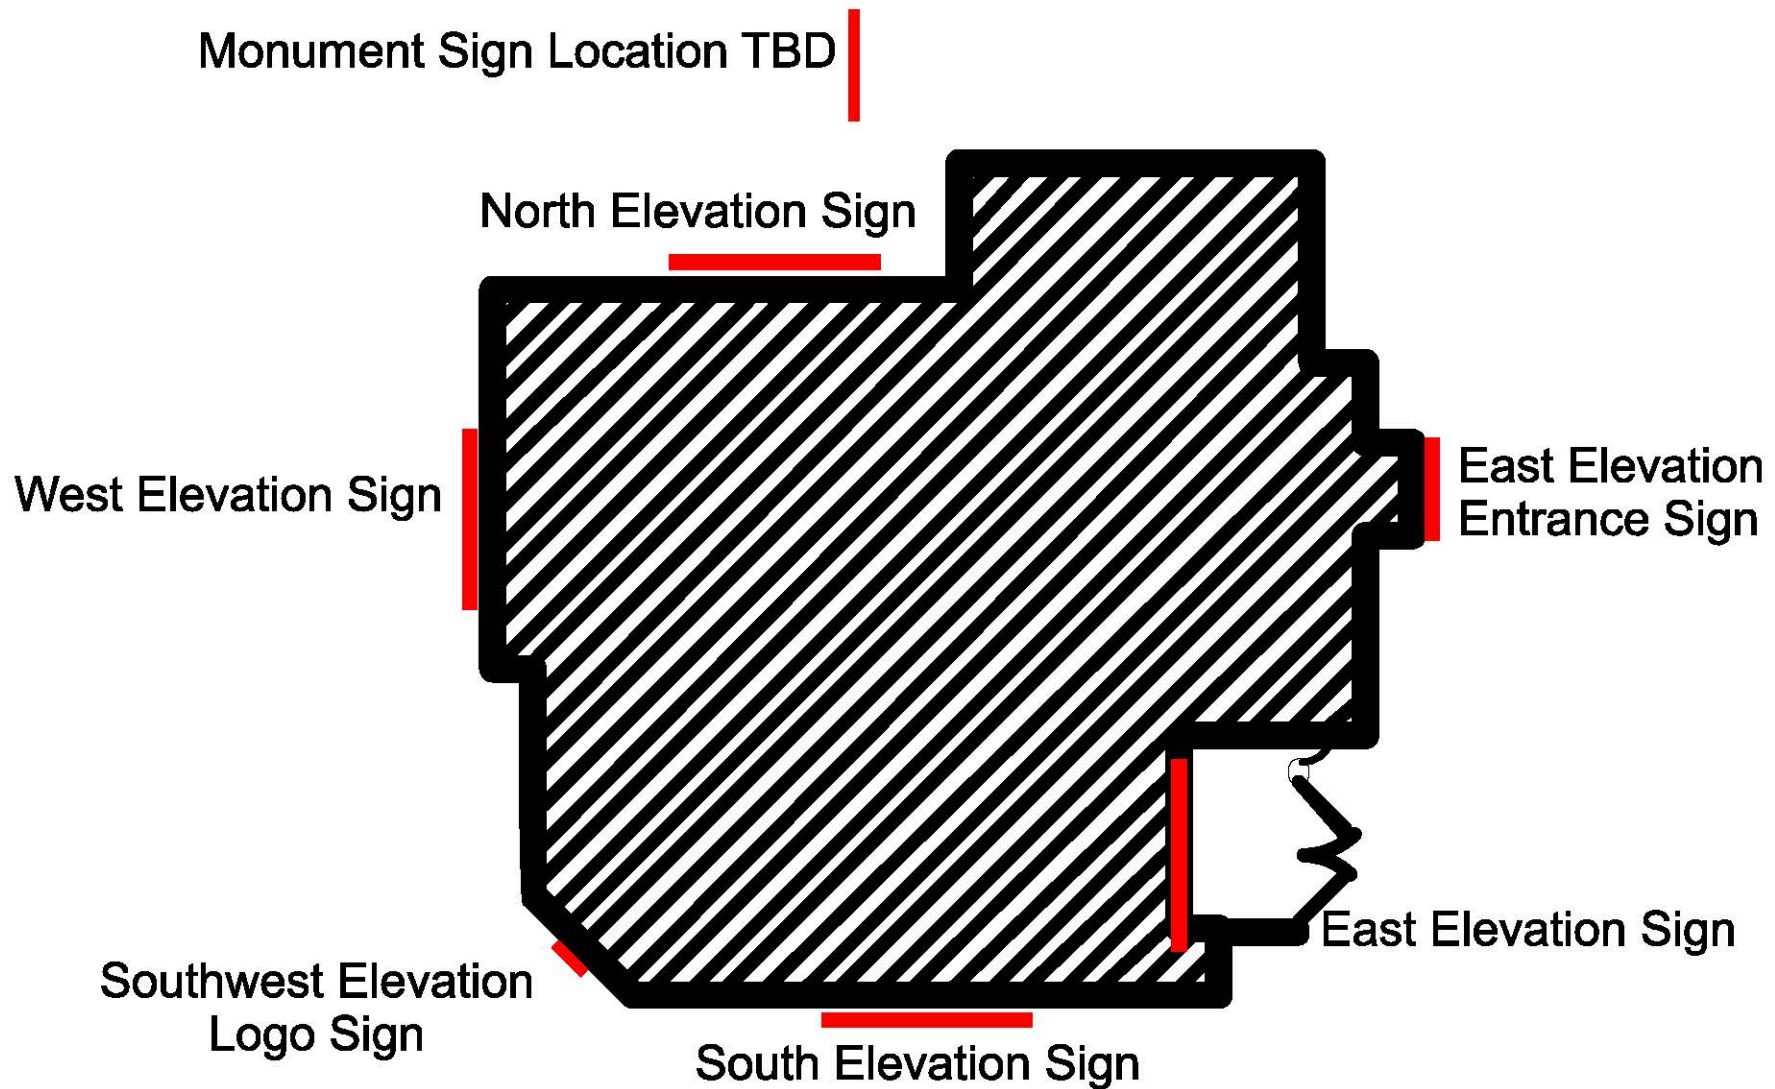 Monument Sign Location TBD
North Elevation Sign
West Elevation Sign
East Elevation
Entrance Sign
East Elevation Sign
Southwest Elevation
Logo Sign
South Elevation Sign